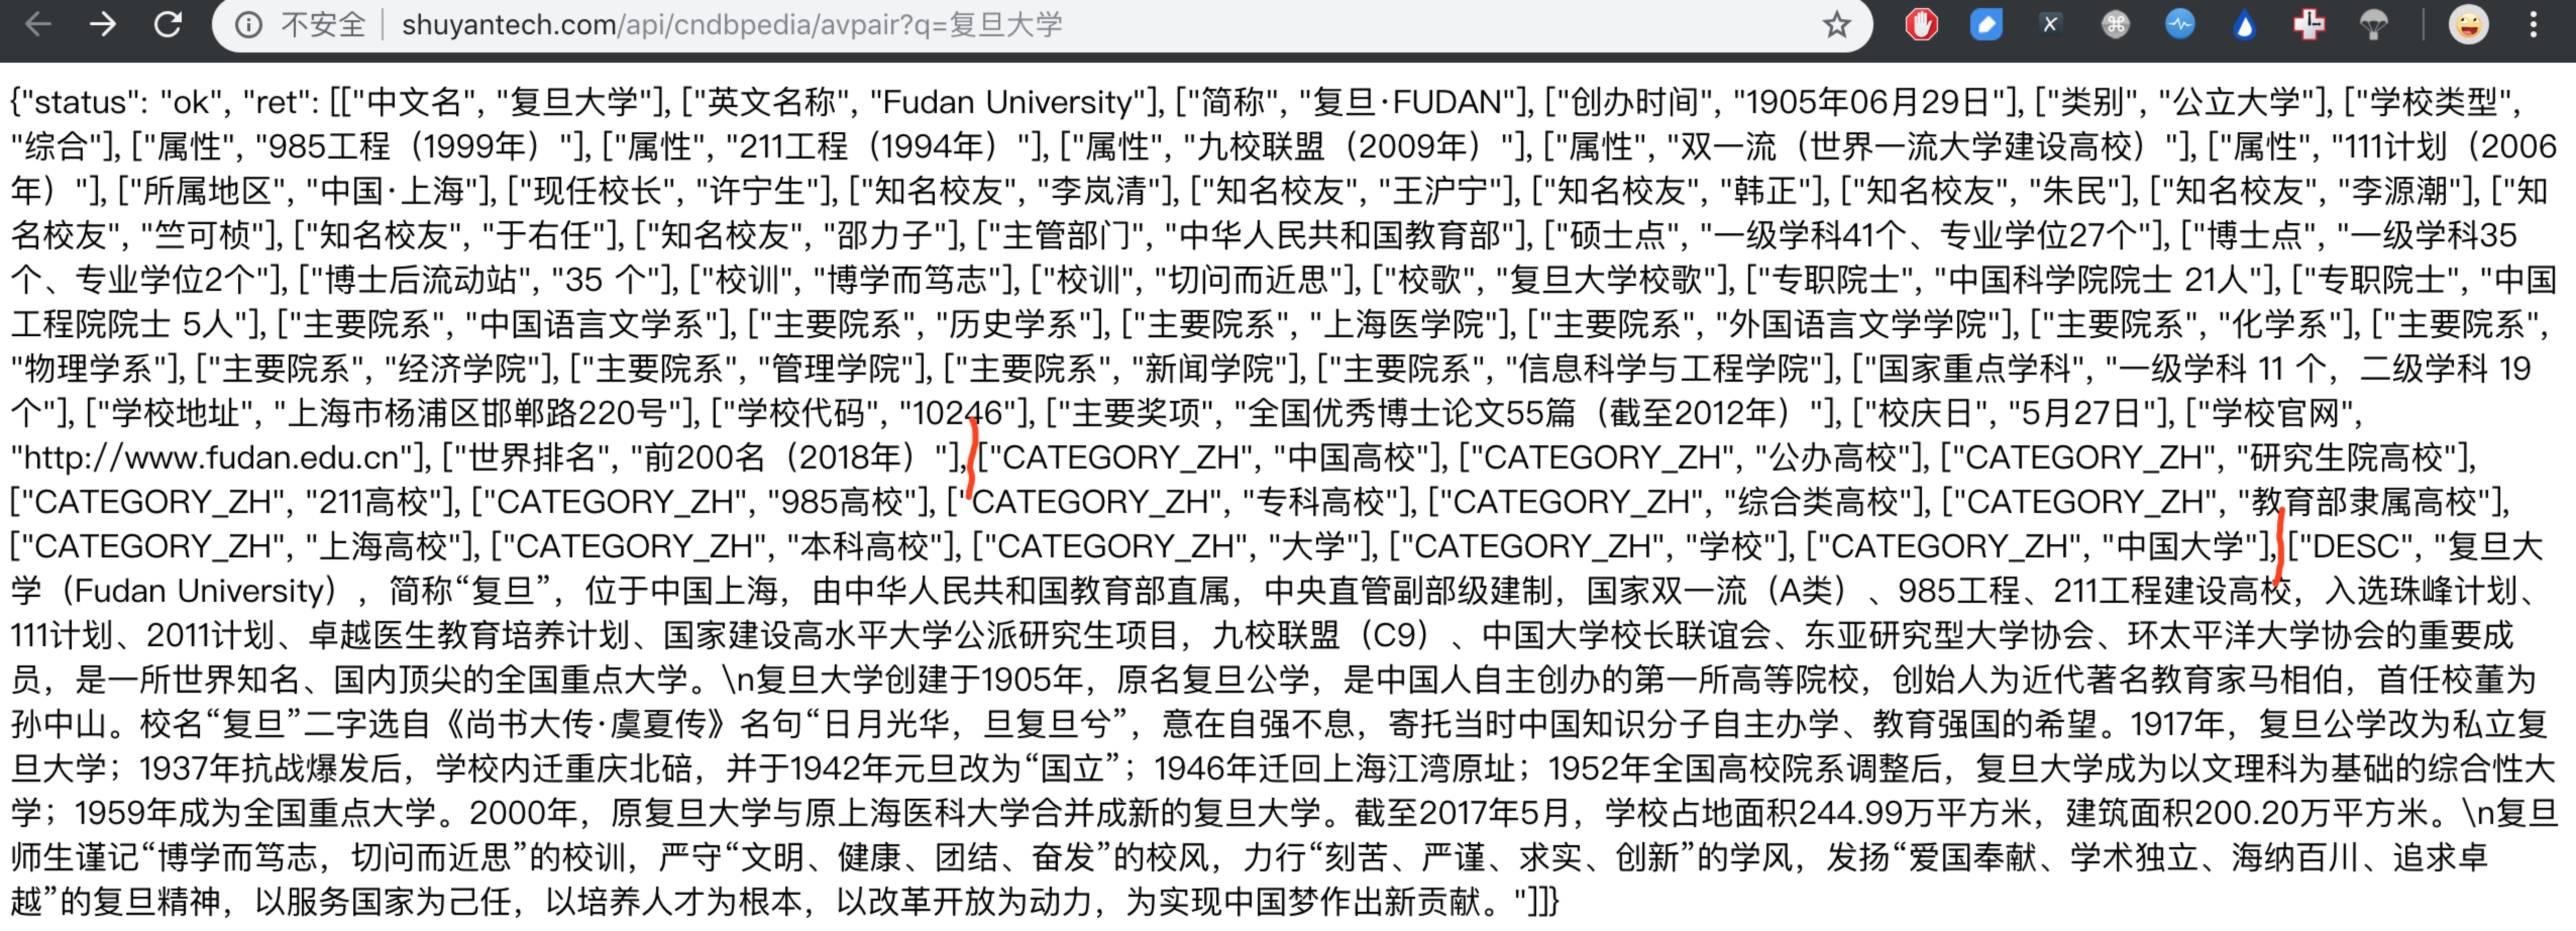 不安全 shuyantech.com/api/cndbpedia/avpair?q=复旦大学
{"status": "ok", "ret": [["中文名", "复旦大学"], ["英文名称", "Fudan University"], ["简称", "复旦·FUDAN"], ["创办时间", "1905年06月29日"], ["类别", "公立大学"], ["学校类型",
"综合"], ["属性", "985工程（1999年）"], ["属性", "211工程（1994年）"], ["属性", "九校联盟（2009年）"], ["属性", "双一流（世界一流大学建设高校）"], ["属性", "111计划（2006
年）"], ["所属地区", "中国·上海"], ["现任校长", "许宁生"], ["知名校友", "李岚清"], ["知名校友", "王沪宁"], ["知名校友", "韩正"], ["知名校友", "朱民"], ["知名校友", "李源潮"], ["知
名校友", "竺可桢"], ["知名校友", "于右任"], ["知名校友", "邵力子"], ["主管部门", "中华人民共和国教育部"], ["硕士点", "一级学科41个、专业学位27个"], ["博士点", "一级学科35
个、专业学位2个"], ["博士后流动站", "35 个"], ["校训", "博学而笃志"], ["校训", "切问而近思"], ["校歌", "复旦大学校歌"], ["专职院士", "中国科学院院士 21人"], ["专职院士", "中国
工程院院士 5人"], ["主要院系", "中国语言文学系"], ["主要院系", "历史学系"], ["主要院系", "上海医学院"], ["主要院系", "外国语言文学学院"], ["主要院系", "化学系"], ["主要院系",
"物理学系"], ["主要院系", "经济学院"], ["主要院系", "管理学院"], ["主要院系", "新闻学院"], ["主要院系", "信息科学与工程学院"], ["国家重点学科", "一级学科 11 个，二级学科 19
个"], ["学校地址", "上海市杨浦区邯郸路220号"], ["学校代码", "10246"], ["主要奖项", "全国优秀博士论文55篇（截至2012年）"], ["校庆日", "5月27日"], ["学校官网",
"http://www.fudan.edu.cn"], ["世界排名", "前200名（2018年）"], ["CATEGORY_ZH", "中国高校"], ["CATEGORY_ZH", "公办高校"], ["CATEGORY_ZH", "研究生院高校"],
["CATEGORY_ZH", "211高校"], ["CATEGORY_ZH", "985高校"], ["CATEGORY_ZH", "专科高校"], ["CATEGORY_ZH", "综合类高校"], ["CATEGORY_ZH", "教育部隶属高校"],
["CATEGORY_ZH", "上海高校"], ["CATEGORY_ZH", "本科高校"], ["CATEGORY_ZH", "大学"], ["CATEGORY_ZH", "学校"], ["CATEGORY_ZH", "中国大学"], ["DESC", "复旦大
学（Fudan University），简称“复旦”，位于中国上海，由中华人民共和国教育部直属，中央直管副部级建制，国家双一流（A类）、985工程、211工程建设高校，入选珠峰计划、
111计划、2011计划、卓越医生教育培养计划、国家建设高水平大学公派研究生项目，九校联盟（C9）、中国大学校长联谊会、东亚研究型大学协会、环太平洋大学协会的重要成
员，是一所世界知名、国内顶尖的全国重点大学。\n复旦大学创建于1905年，原名复旦公学，是中国人自主创办的第一所高等院校，创始人为近代著名教育家马相伯，首任校董为
孙中山。校名“复旦”二字选自《尚书大传·虞夏传》名句“日月光华，旦复旦兮”，意在自强不息，寄托当时中国知识分子自主办学、教育强国的希望。1917年，复旦公学改为私立复
旦大学；1937年抗战爆发后，学校内迁重庆北碚，并于1942年元旦改为“国立”；1946年迁回上海江湾原址；1952年全国高校院系调整后，复旦大学成为以文理科为基础的综合性大
学；1959年成为全国重点大学。2000年，原复旦大学与原上海医科大学合并成新的复旦大学。截至2017年5月，学校占地面积244.99万平方米，建筑面积200.20万平方米。\n复旦
师生谨记“博学而笃志，切问而近思”的校训，严守“文明、健康、团结、奋发”的校风，力行“刻苦、严谨、求实、创新”的学风，发扬“爱国奉献、学术独立、海纳百川、追求卓
越”的复旦精神，以服务国家为己任，以培养人才为根本，以改革开放为动力，为实现中国梦作出新贡献。"]]}